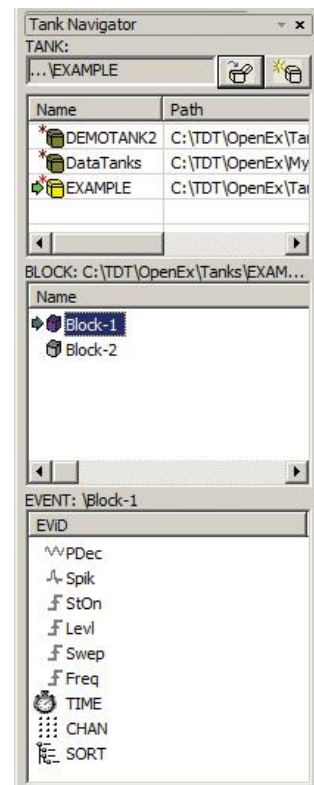 Tank Navigator
TANK:
...\EXAMPLE
Name Path
DEMOTANK2 C:\TDT\OpenEx\Tai
DataTanks C:\TDT\OpenEx\My
EXAMPLE C:\TDT\OpenEx\Tai
BLOCK: C:\TDT\OpenEx\Tanks\EXAM...
Name
Block-1
Block-2
EVENT: \Block-1
EViD
PDec
Spik
StOn
Levl
Swep
Freq
TIME
CHAN
SORT